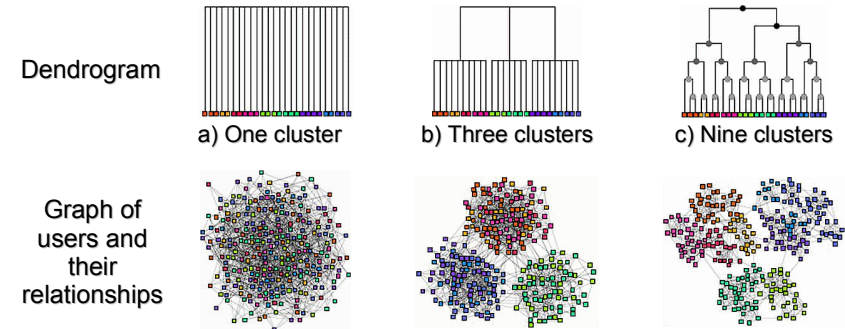 Dendrogram
a) One cluster
b) Three clusters
c) Nine clusters
Graph of
users and
their
relationships